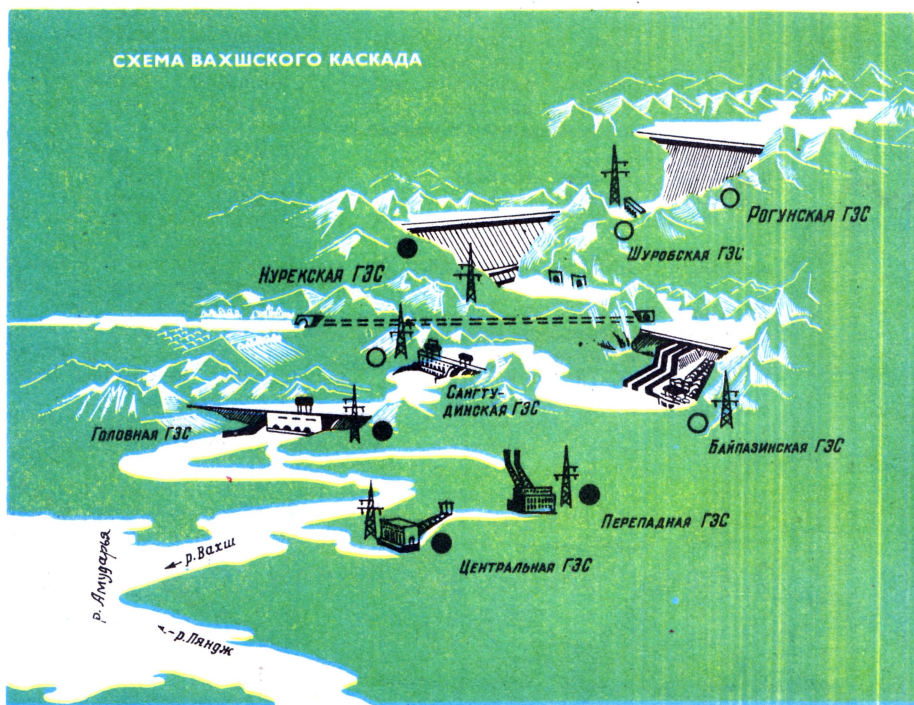 СХЕМА ВАХШСКОГО КАСКАДА
РОГУНСКАЯ ГЭС
ШУРОБСКАЯ ГЭС
НУРЕКСКАЯ ГЭС
САНГТУ-
ДИНСКАЯ ГЭС
ГОЛОВНАЯ ГЭС
БАЙПАЗИНСКАЯ ГЭС
ПЕРЕПАДНАЯ ГЭС
ЦЕНТРАЛЬНАЯ ГЭС
р. Вахш
р. Амударья
р. Пяндж